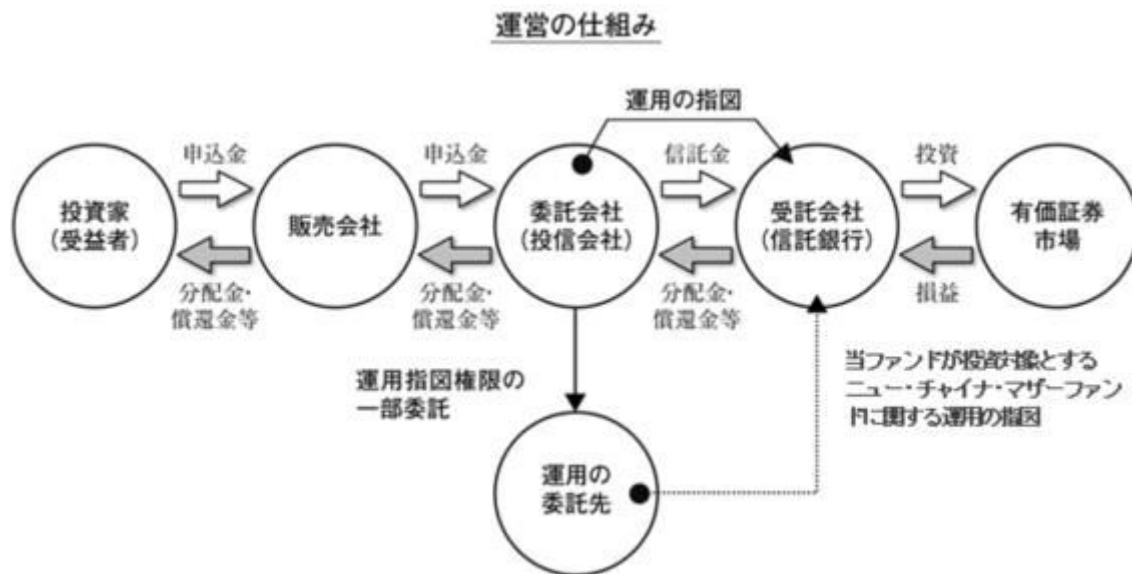 運営の仕組み
運用の指図
申込金
申込金
信託金
投資
投資家
（受益者）
販売会社
委託会社
（投信会社）
受託会社
（信託銀行）
有価証券
市場
分配金・
償還金等
分配金・
償還金等
分配金・
償還金等
損益
運用指図権限の
一部委託
当ファンドが投資対象とする
ニュー・チャイナ・マザーファン
ドに関する運用の指図
運用の
委託先